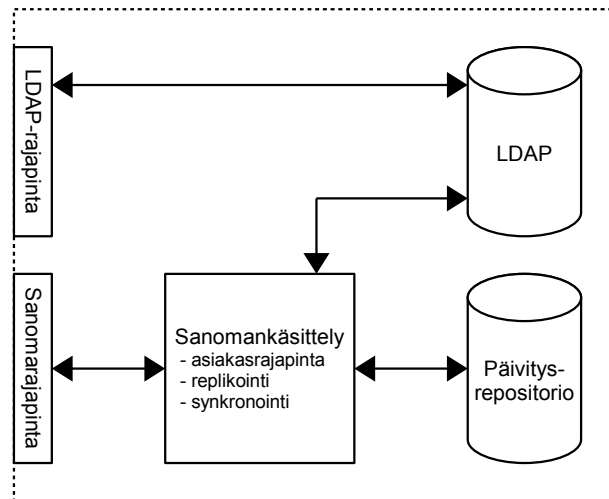 LDAP-rajapinta
LDAP
Sanomarajapinta
Sanomankäsittely
- asiakasrajapinta
- replikointi
- synkronointi
Päivitys-
repositorio